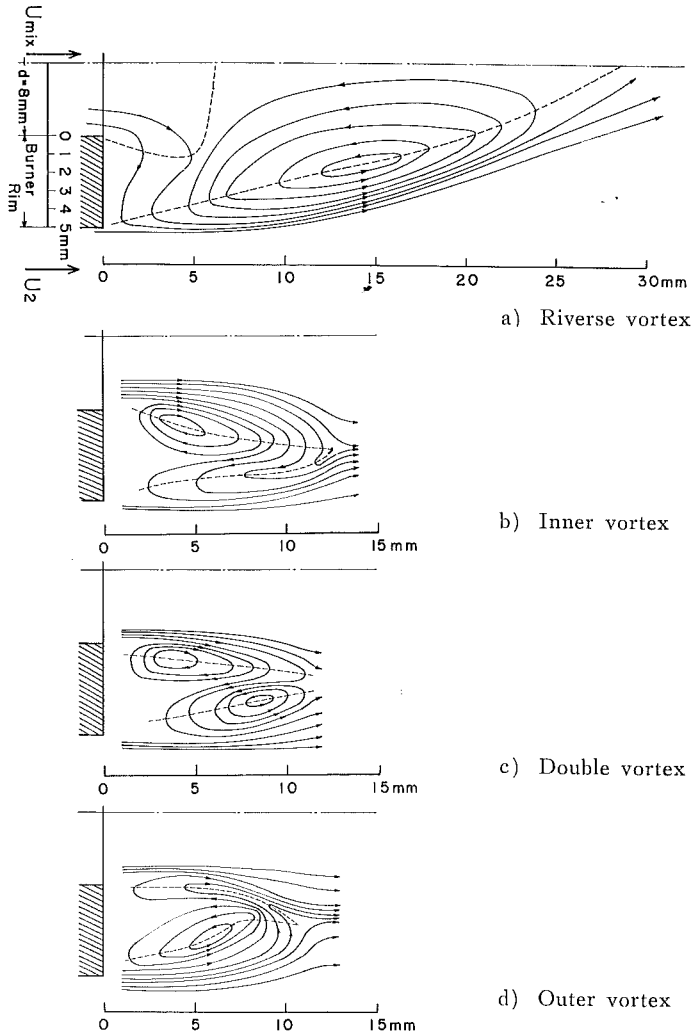 Umix
d=8mm
Burner Rim
0
1
2
3
4
5mm
U2
0 5 10 15 20 25 30mm
a) Riverse vortex
0 5 10 15mm
b) Inner vortex
0 5 10 15mm
c) Double vortex
0 5 10 15mm
d) Outer vortex